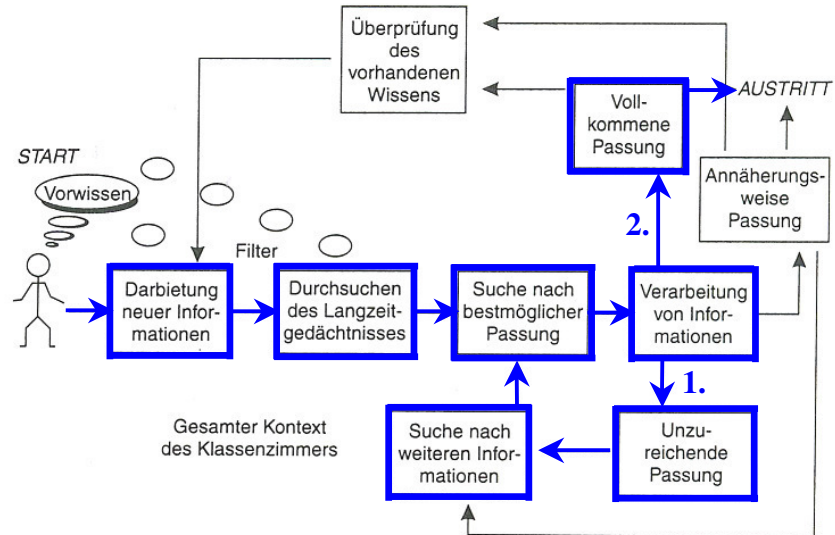 Überprüfung
des
vorhandenen
Wissens
Voll-
kommene
Passung
AUSTRITT
START
Vorwissen
Annäherungs-
weise
Passung
2.
Filter
Darbietung
neuer Infor-
mationen
Durchsuchen
des Langzeit-
gedächtnisses
Suche nach
bestmöglicher
Passung
Verarbeitung
von Infor-
mationen
1.
Gesamter Kontext
des Klassenzimmers
Suche nach
weiteren Infor-
mationen
Unzu-
reichende
Passung